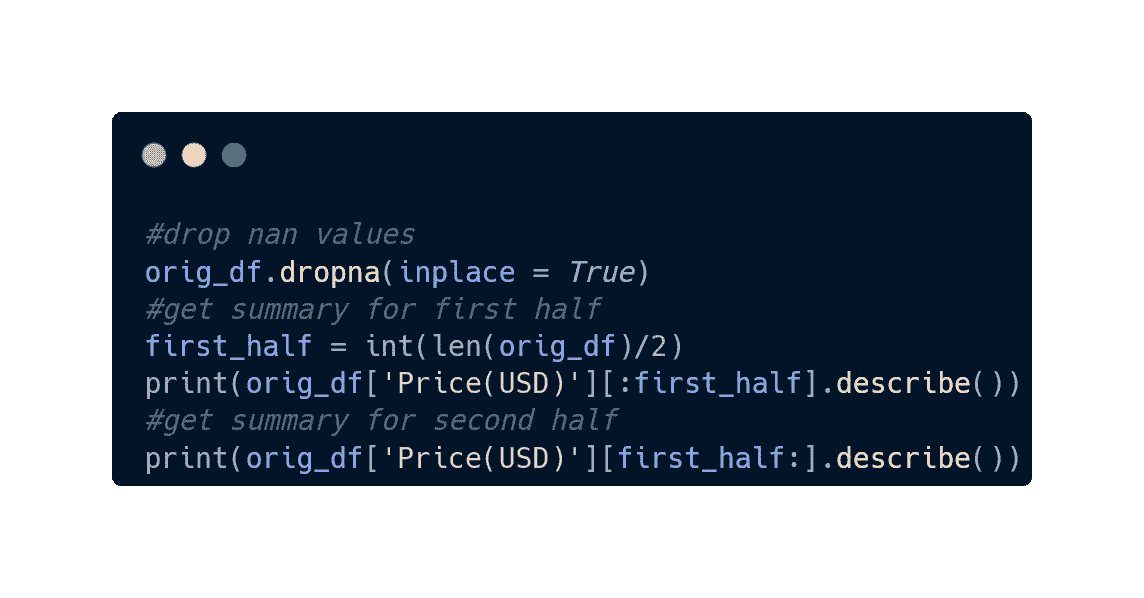 #drop nan values
orig_df.dropna(inplace = True)
#get summary for first half
first_half = int(len(orig_df)/2)
print(orig_df['Price(USD)'][:first_half].describe())
#get summary for second half
print(orig_df['Price(USD)'][first_half:].describe())